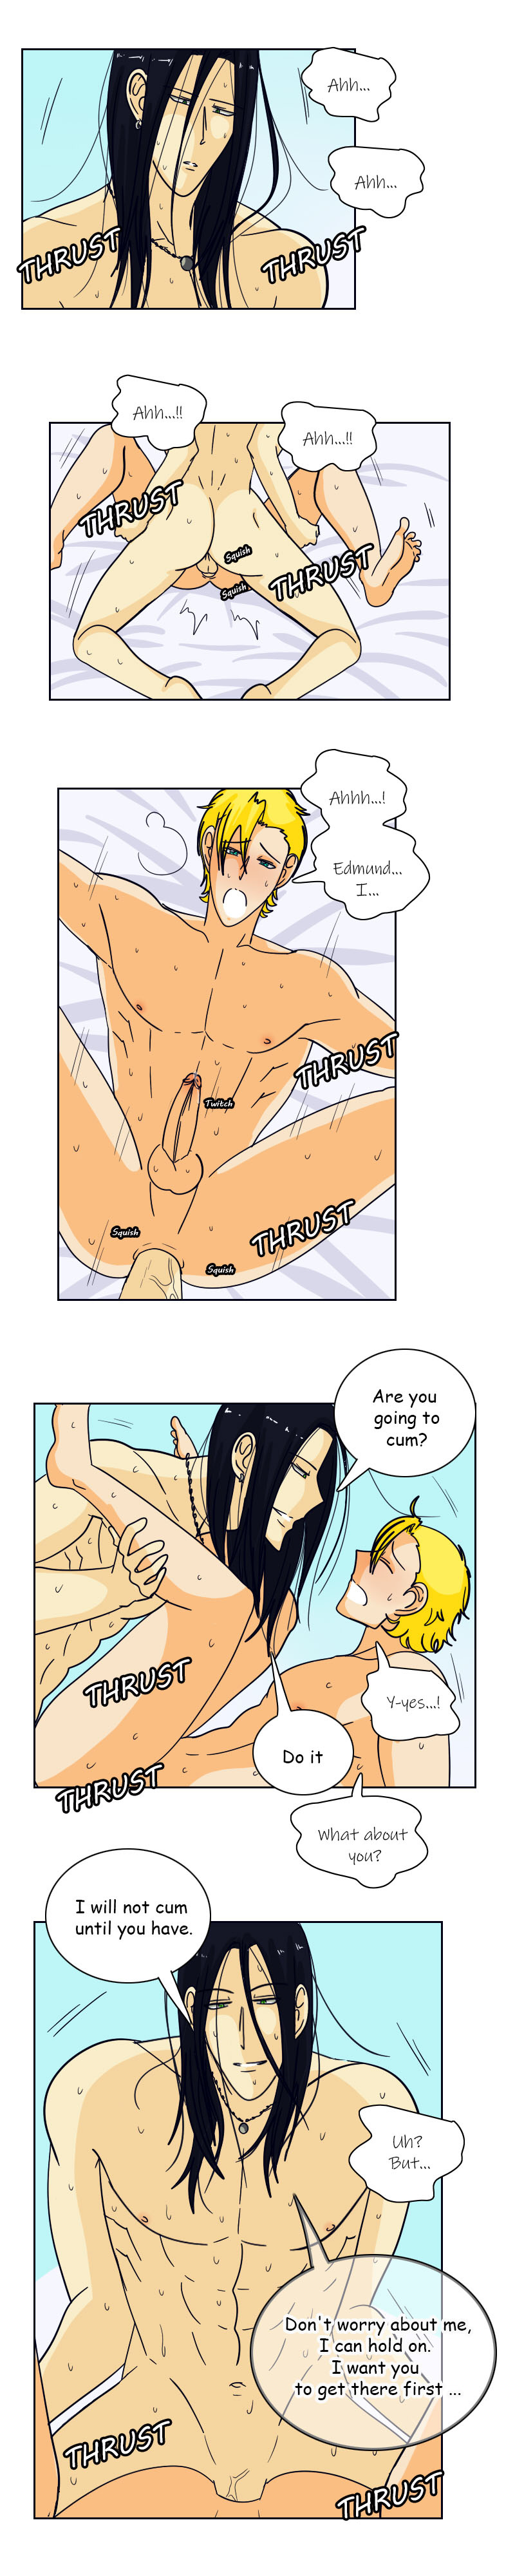 Ahh...
Ahh...
THRUST
THRUST
Ahh...!!
Ahh...!!
THRUST
Squish
THRUST
Squish
Ahhh...!
Edmund...
I...
THRUST
Twitch
THRUST
Squish
Squish
Are you
going to
cum?
THRUST
Y-yes...!
Do it
THRUST
What about
you?
I will not cum
until you have.
Uh?
But...
Don't worry about me,
I can hold on.
I want you
to get there first ...
THRUST
THRUST